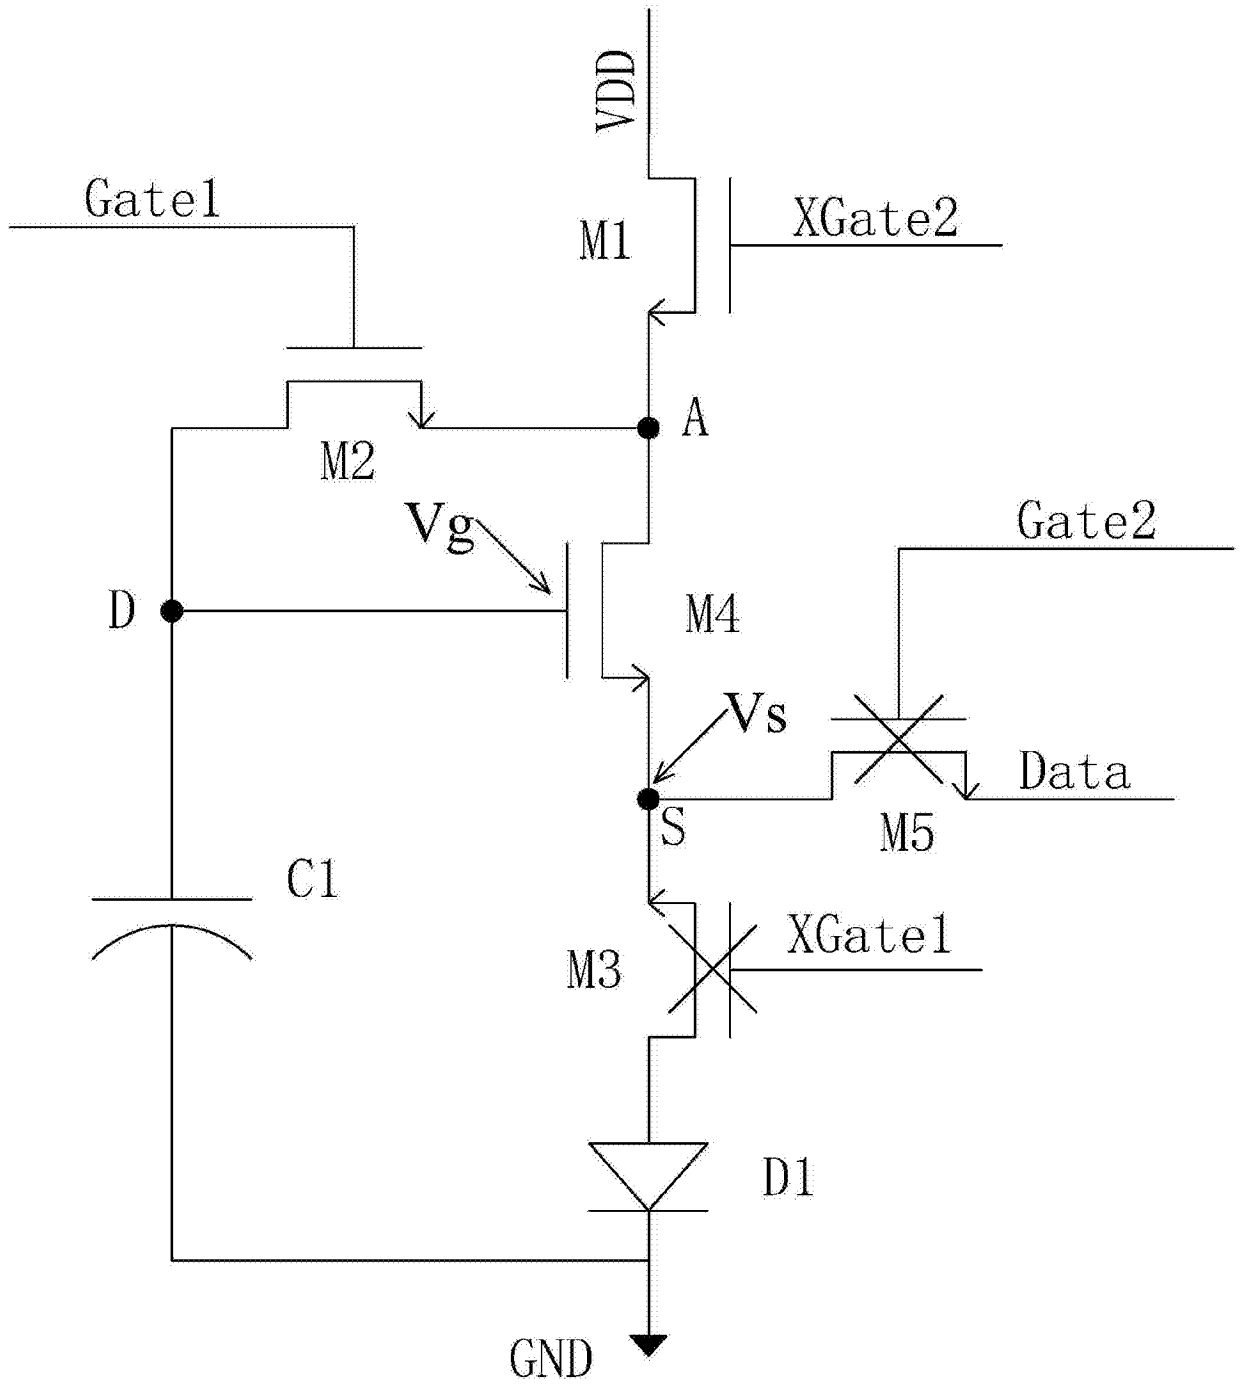 VDD
Gate1
XGate2
M1
A
M2
Vg
Gate2
D
M4
Vs
Data
S
M5
C1
XGate1
M3
D1
GND